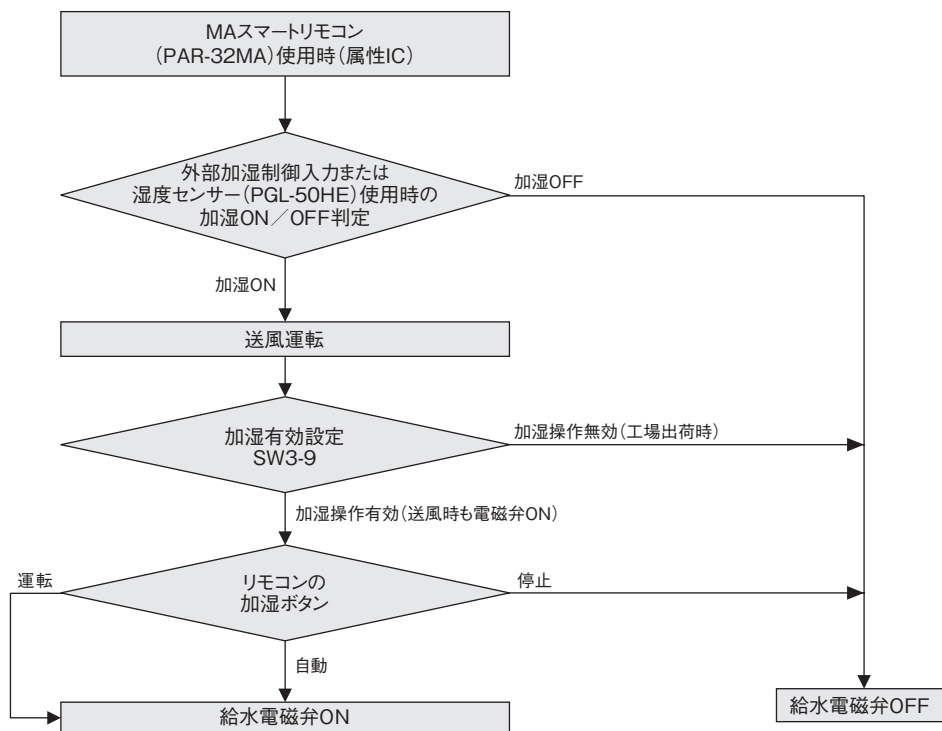 MAスマートリモコン
（PAR-32MA）使用時（属性IC）
外部加湿制御入力または
湿度センサー（PGL-50HE）使用時の
加湿ON／OFF判定
加湿OFF
加湿ON
送風運転
加湿有効設定
SW3-9
加湿操作無効（工場出荷時）
加湿操作有効（送風時も電磁弁ON）
運転
リモコンの
加湿ボタン
停止
自動
給水電磁弁ON
給水電磁弁OFF